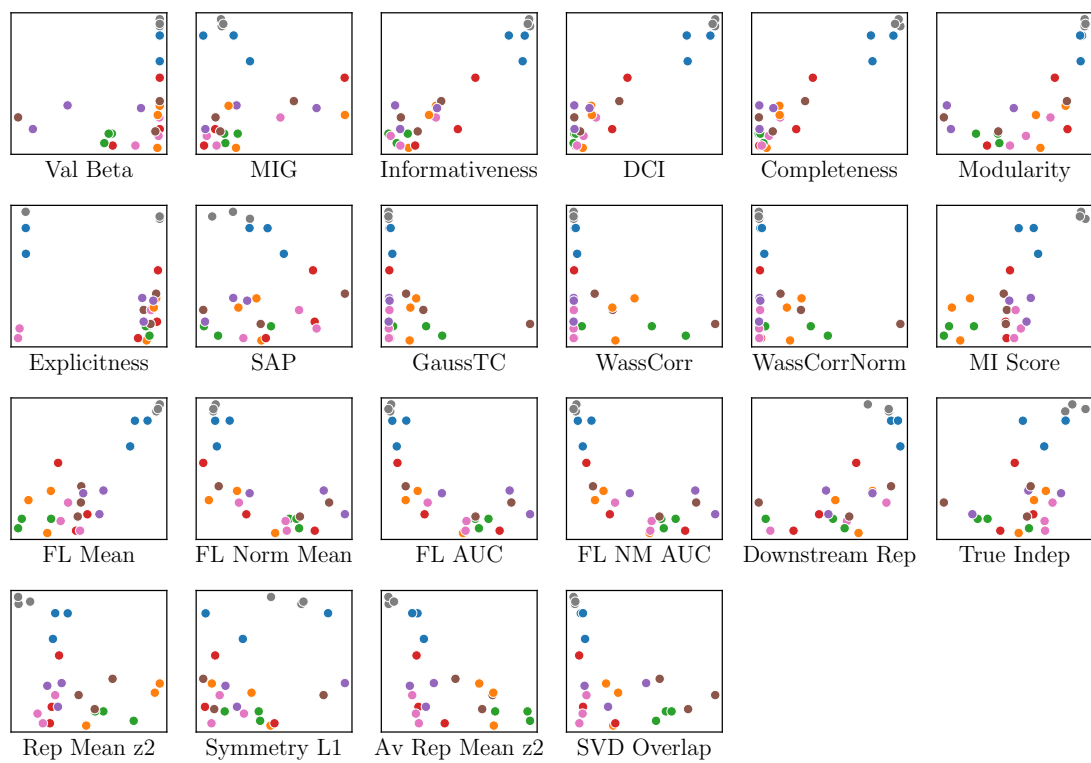 Val Beta
MIG
Informativeness
DCI
Completeness
Modularity
Explicitness
SAP
GaussTC
WassCorr
WassCorrNorm
MI Score
FL Mean
FL Norm Mean
FL AUC
FL NM AUC
Downstream Rep
True Indep
Rep Mean z2
Symmetry L1
Av Rep Mean z2
SVD Overlap